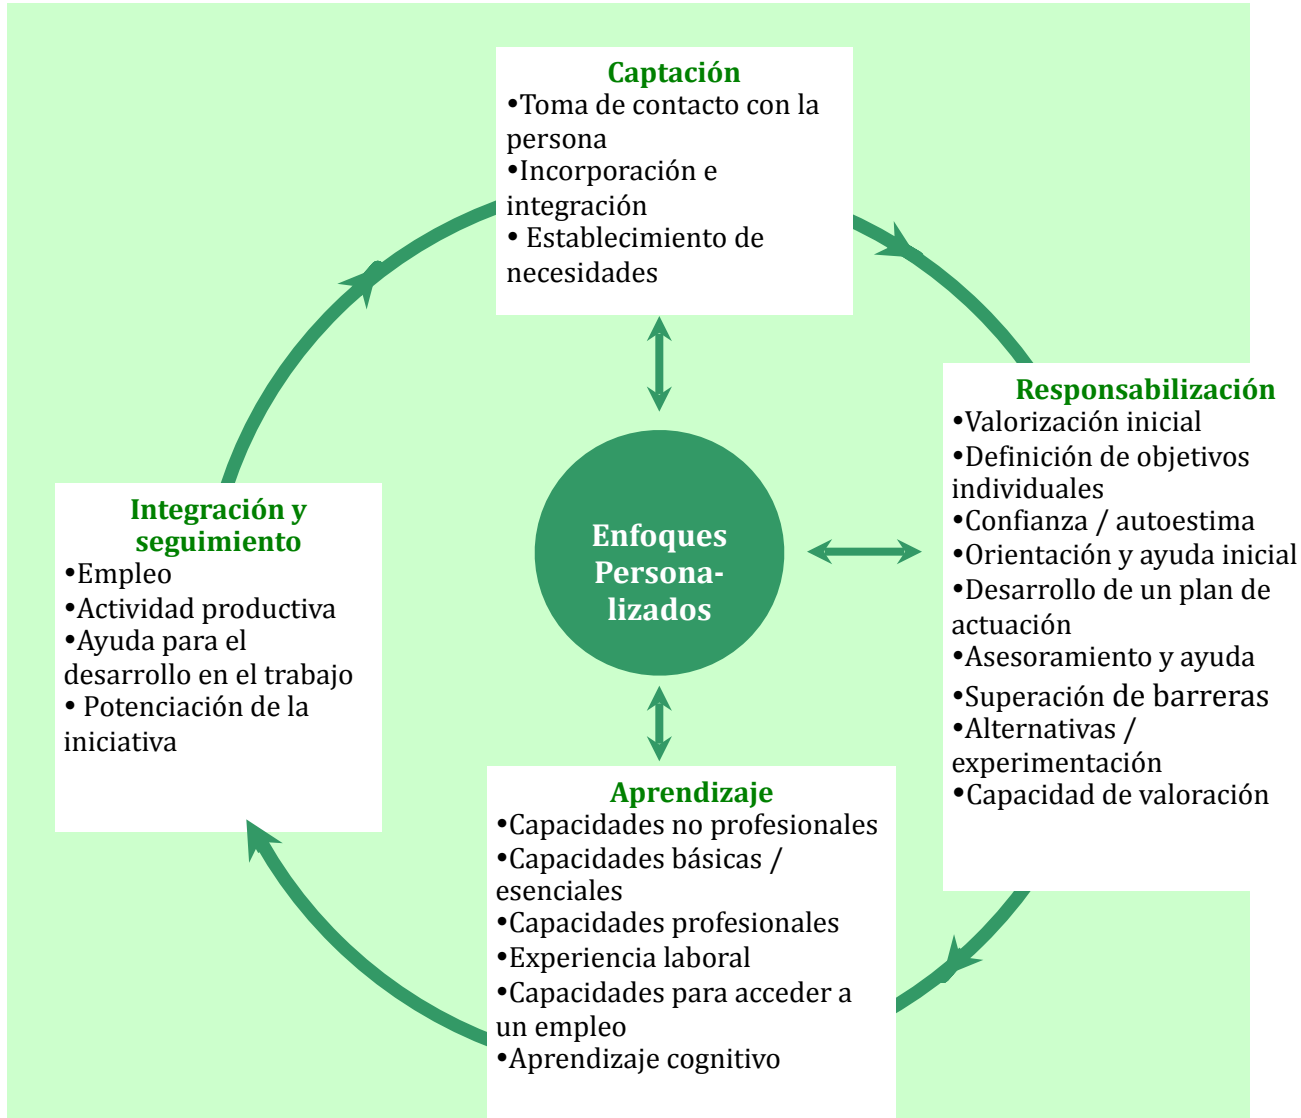 Captación
•Toma de contacto con la
persona
•Incorporación e
integración
• Establecimiento de
necesidades
Responsabilización
•Valorización inicial
•Definición de objetivos
individuales
•Confianza / autoestima
•Orientación y ayuda inicial
•Desarrollo de un plan de
actuación
•Asesoramiento y ayuda
•Superación de barreras
•Alternativas /
experimentación
•Capacidad de valoración
Enfoques
Persona-
lizados
Integración y
seguimiento
•Empleo
•Actividad productiva
•Ayuda para el
desarrollo en el trabajo
• Potenciación de la
iniciativa
Aprendizaje
•Capacidades no profesionales
•Capacidades básicas /
esenciales
•Capacidades profesionales
•Experiencia laboral
•Capacidades para acceder a
un empleo
•Aprendizaje cognitivo